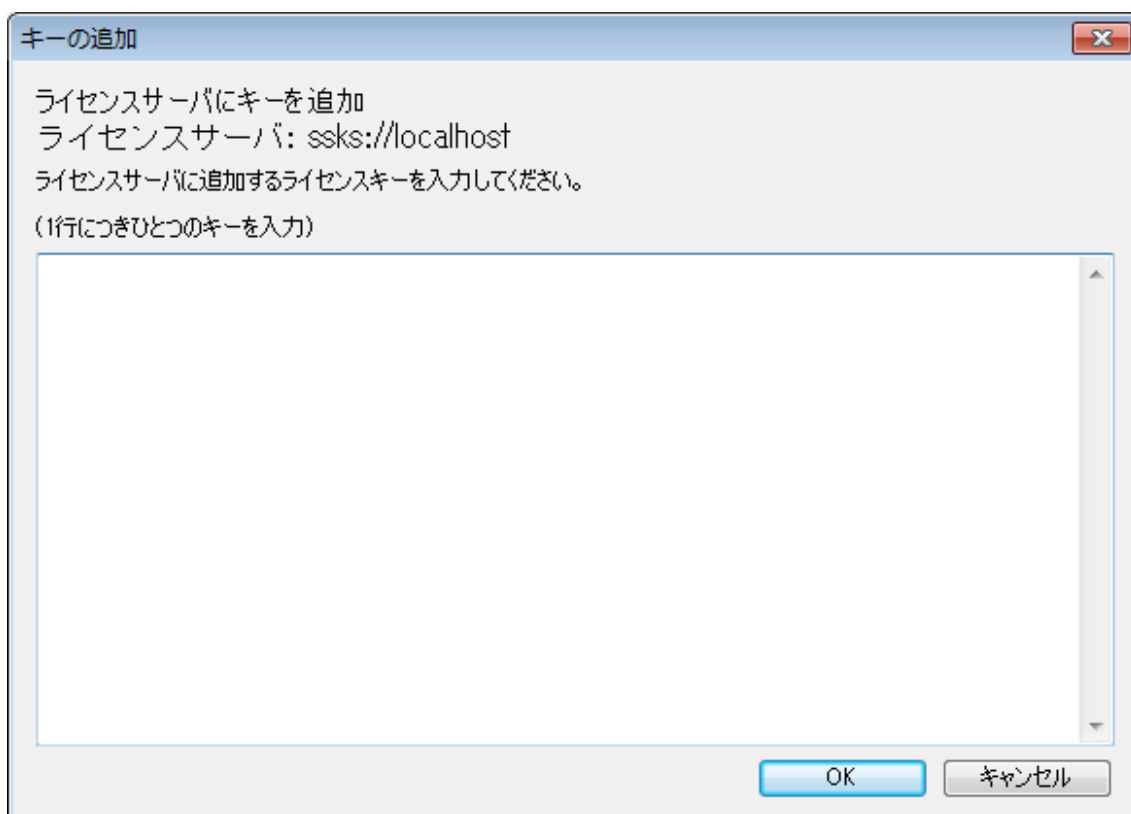 キーの追加
ライセンスサーバにキーを追加
ライセンスサーバ: ssks://localhost
ライセンスサーバに追加するライセンスキーを入力してください。
(1行につきひとつのキーを入力)
OK
キャンセル